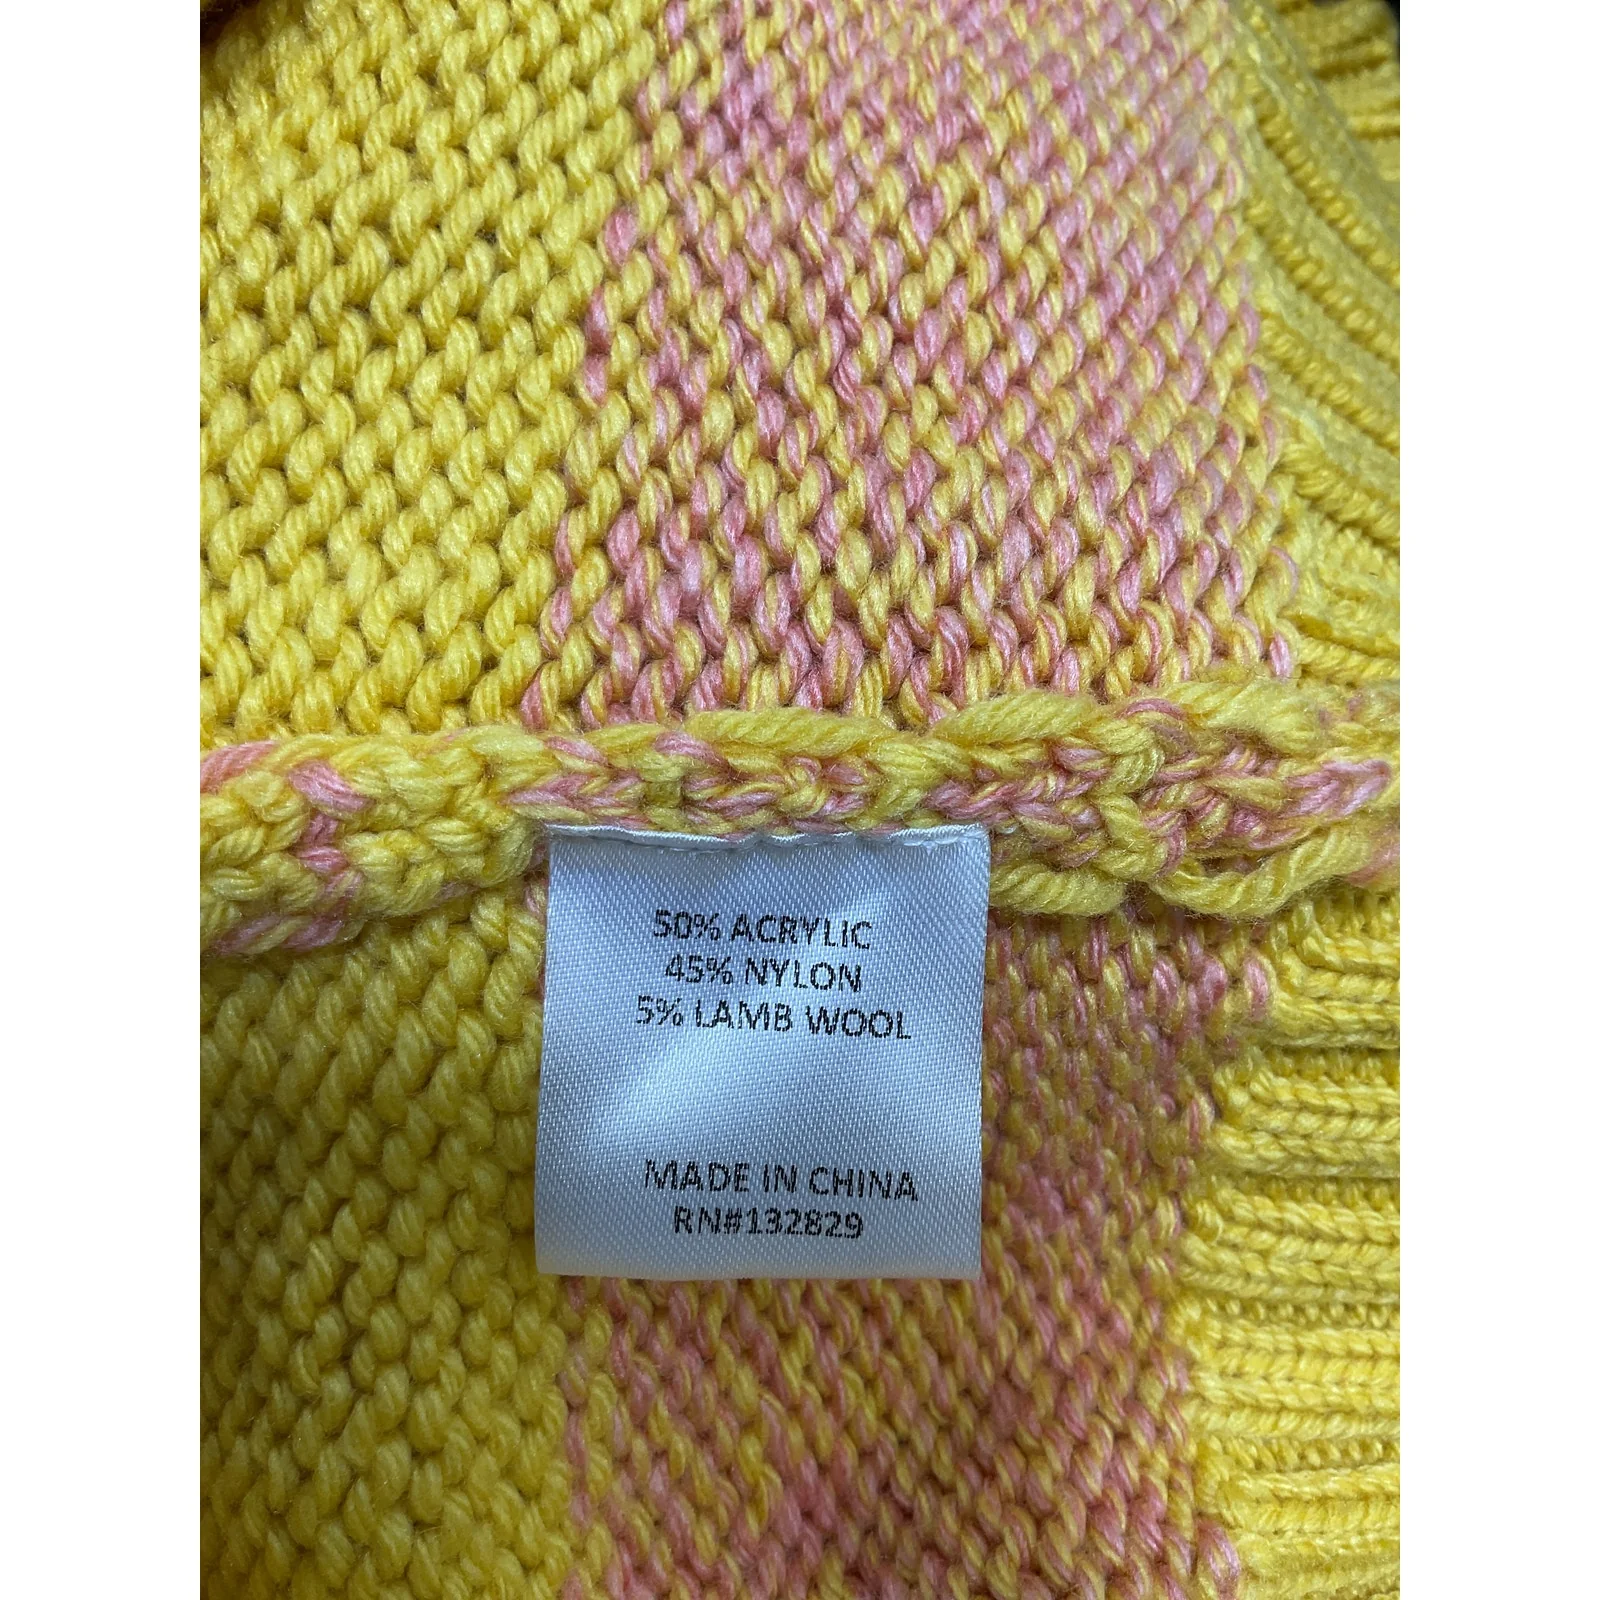 50% ACRYLIC
45% NYLON
5% LAMB WOOL
MADE IN CHINA
RN#132829